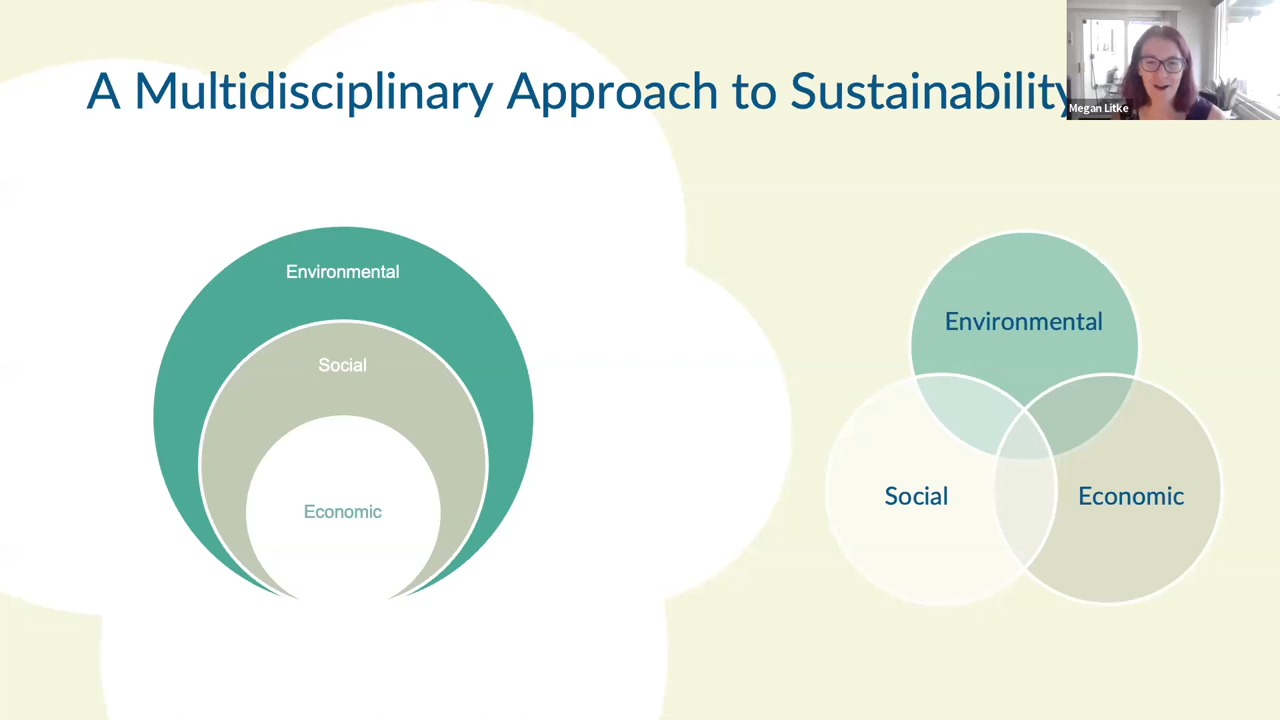 A Multidisciplinary Approach to Sustainability
Megan Litke
Environmental
Social
Economic
Environmental
Social
Economic